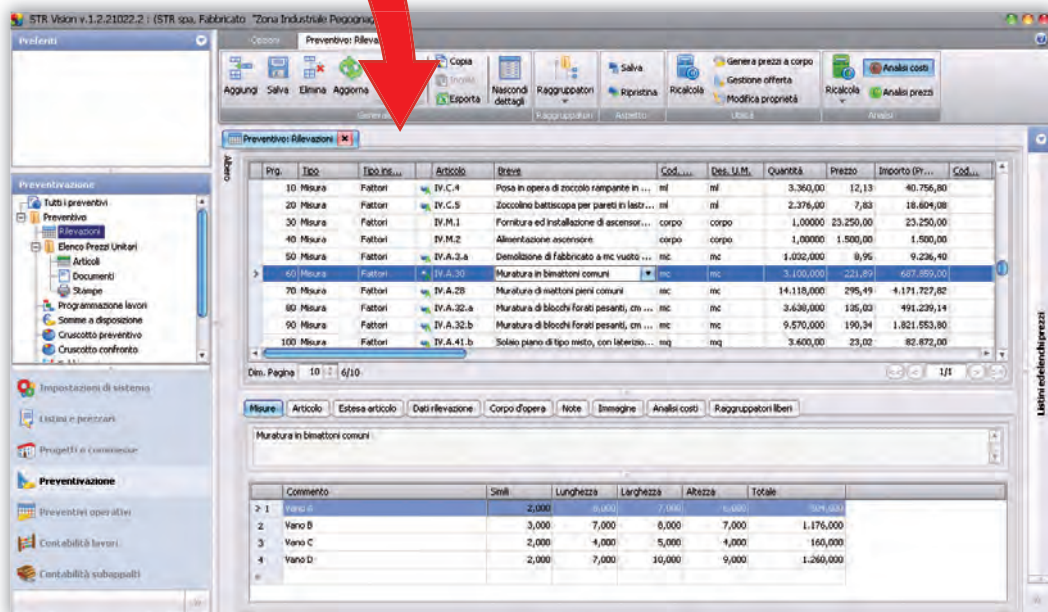 STR Vision v.1.2.21022.2 : (STR spa, Fabbricato "Zona Industriale Pegognag
Preferiti
Opzioni Preventivo: Rileva
Aggiungi Salva Elimina Aggiorna
Copia
Incolla
Esporta
Nascondi dettagli
Raggruppatori
Salva
Ripristina
Ricalcola
Genera prezzi a corpo
Gestione offerta
Modifica proprietà
Ricalcola
Analisi costi
Analisi prezzi
General Raggruppatori Aspetto Utilità Analisi
Preventivo: Rilevazioni
Albero
Preventivazione
Tutti i preventivi
Preventivo
Rilevazioni
Elenco Prezzi Unitari
Articoli
Documenti
Stampe
Programmazione lavori
Somme a disposizione
Cruscotto preventivo
Cruscotto confronto
Impostazioni di sistema
Listini e prezzari
Progetti e commesse
Preventivazione
Preventivi operativi
Contabilità lavori
Contabilità subappalti
Prg. Tipo Tipo ins... Articolo Breve Cod. ... Des. U.M. Quantità Prezzo Importo (Pr... Cod...
10 Misura Fattori IV.C.4 Posa in opera di zoccolo rampante in ... ml ml 3.360,00 12,13 40.756,80
20 Misura Fattori IV.C.5 Zoccolino battiscopa per pareti in lastr... ml ml 2.376,00 7,83 18.604,08
30 Misura Fattori IV.M.1 Fornitura ed installazione di ascensor... corpo corpo 1,00000 23.250,00 23.250,00
40 Misura Fattori IV.M.2 Alimentazione ascensore corpo corpo 1,00000 1.500,00 1.500,00
50 Misura Fattori IV.A.3.a Demolizione di fabbricato a mc vuoto ... mc mc 1.032,000 8,95 9.236,40
60 Misura Fattori IV.A.30 Muratura in bimattoni comuni mc mc 3.100,000 221,89 687.859,00
70 Misura Fattori IV.A.28 Muratura di mattoni pieni comuni mc mc 14.118,000 295,49 4.171.727,82
80 Misura Fattori IV.A.32.a Muratura di blocchi forati pesanti, cm ... mc mc 3.638,000 135,03 491.239,14
90 Misura Fattori IV.A.32.b Muratura di blocchi forati pesanti, cm ... mc mc 9.570,000 190,34 1.821.553,80
100 Misura Fattori IV.A.41.b Solaio piano di tipo misto, con laterizio... mq mq 3.600,00 23,02 82.872,00
Dim. Pagina 10 6/10 1/1
Misure Articolo Estesa articolo Dati rilevazione Corpo d'opera Note Immagine Analisi costi Raggruppatori liberi
Muratura in bimattoni comuni
Commento Simili Lunghezza Larghezza Altezza Totale
1 Vano A 2,000 6,000 7,000 6,000 504,000
2 Vano B 3,000 7,000 8,000 7,000 1.176,000
3 Vano C 2,000 4,000 5,000 4,000 160,000
4 Vano D 2,000 7,000 10,000 9,000 1.260,000
Listini ed elenchi prezzi